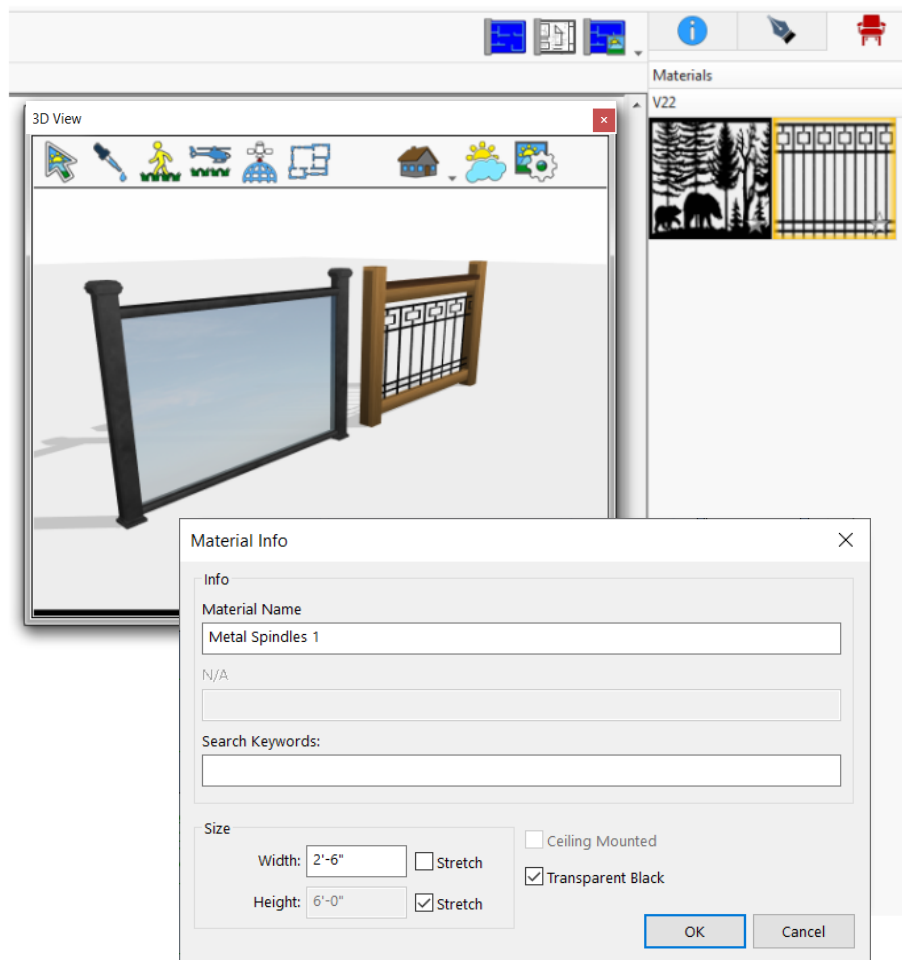 Materials
V22
3D View
Material Info
Info
Material Name
Metal Spindles 1
N/A
Search Keywords:
Size
Width: 2'-6" Stretch
Height: 6'-0" Stretch
Ceiling Mounted
Transparent Black
OK Cancel